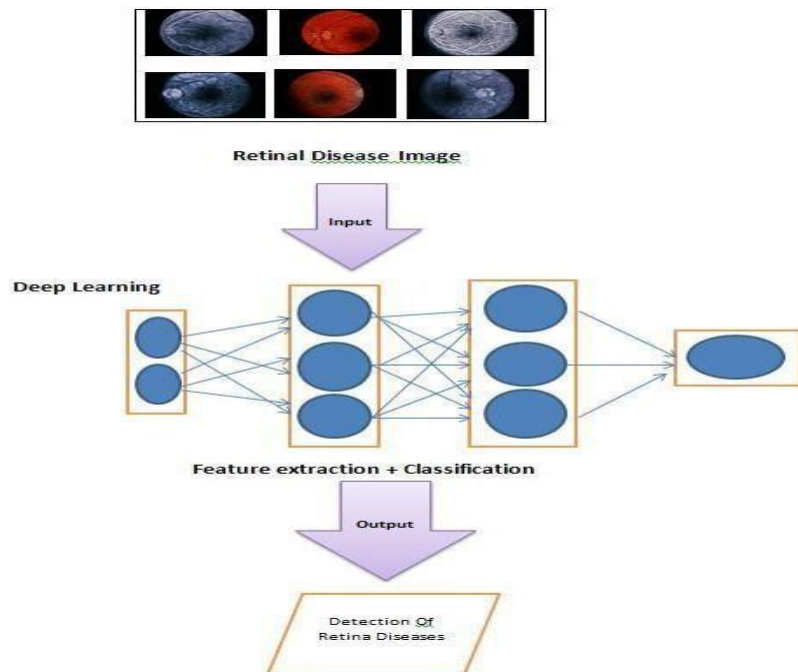 Retinal Disease Image
Input
Deep Learning
Feature extraction + Classification
Output
Detection Of
Retina Diseases